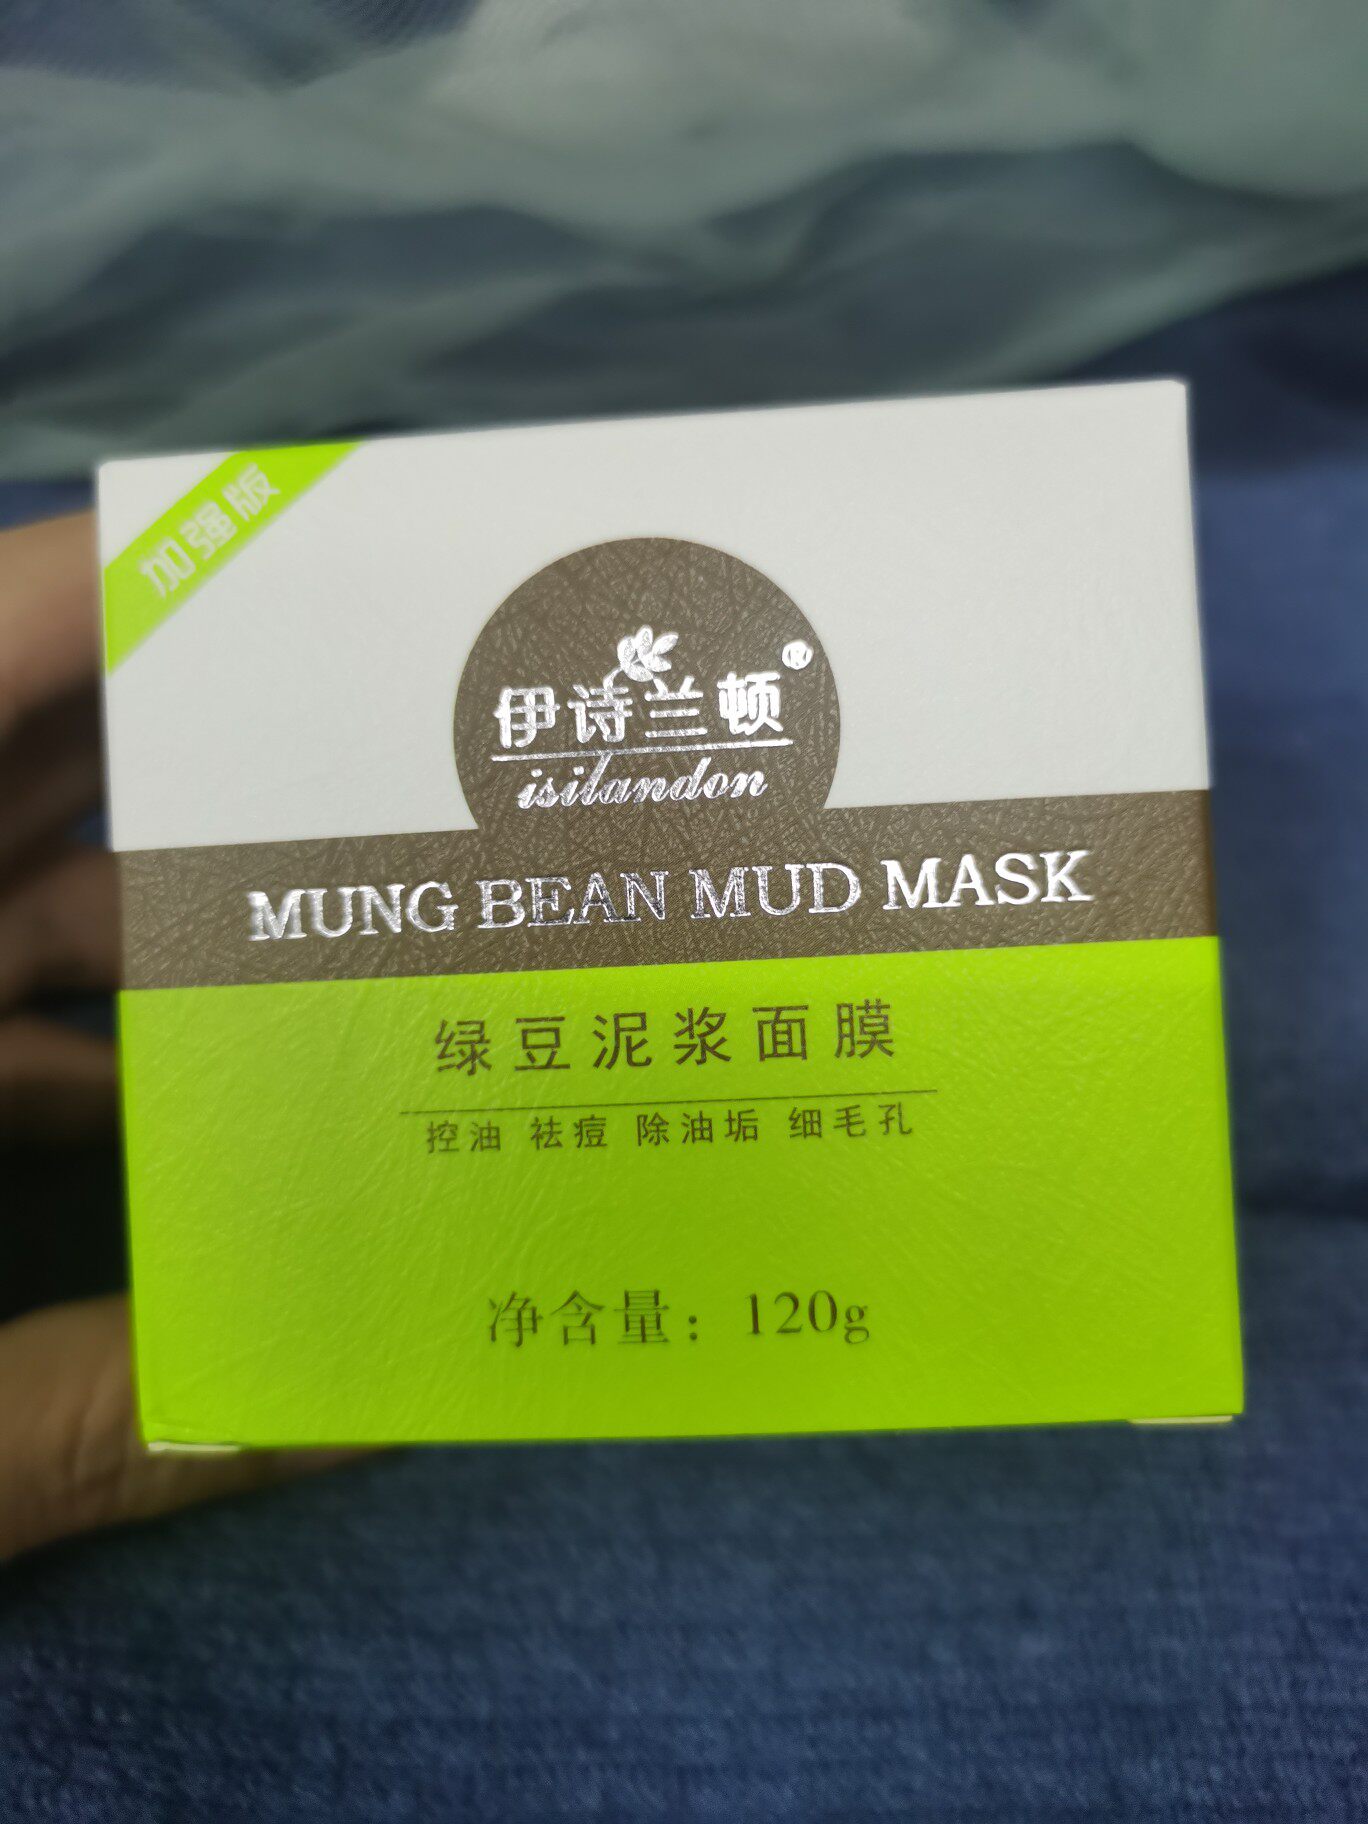 加强版
伊诗兰顿®
isilandon
MUNG BEAN MUD MASK
绿豆泥浆面膜
控油 祛痘 除油垢 细毛孔
净含量：120g